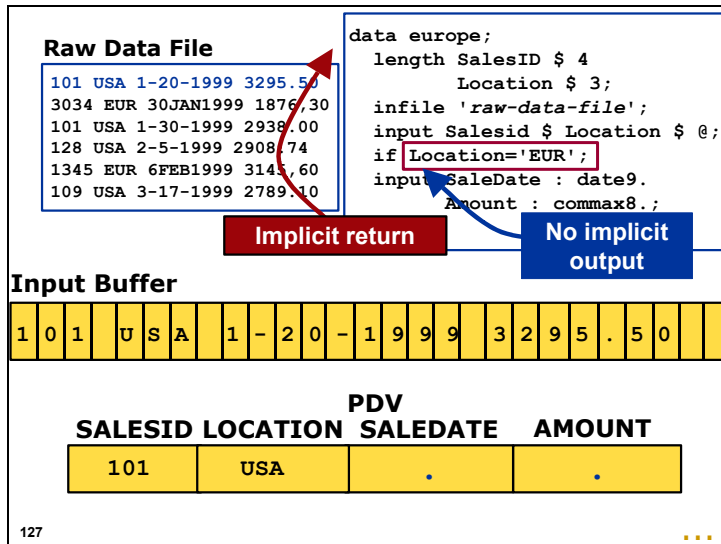 Raw Data File
101 USA 1-20-1999 3295.50
3034 EUR 30JAN1999 1876,30
101 USA 1-30-1999 2938.00
128 USA 2-5-1999 2908.74
1345 EUR 6FEB1999 3145,60
109 USA 3-17-1999 2789.10
data europe;
length SalesID $ 4
Location $ 3;
infile 'raw-data-file';
input Salesid $ Location $ @;
if Location='EUR';
input SaleDate : date9.
Amount : commax8.;
Implicit return
No implicit
output
Input Buffer
1 0 1 U S A 1 - 2 0 - 1 9 9 9 3 2 9 5 . 5 0
PDV
SALESID LOCATION SALEDATE AMOUNT
101 USA . .
127
...